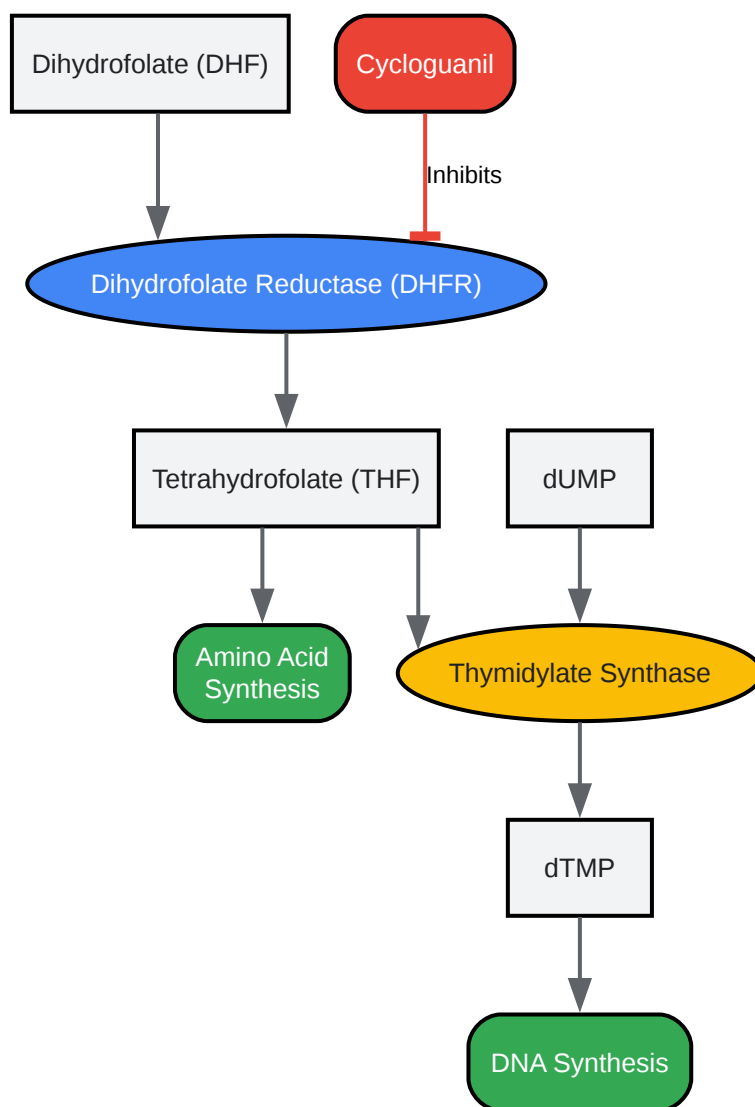 Dihydrofolate (DHF)
Cycloguanil
Inhibits
Dihydrofolate Reductase (DHFR)
Tetrahydrofolate (THF)
dUMP
Amino Acid
Synthesis
Thymidylate Synthase
dTMP
DNA Synthesis